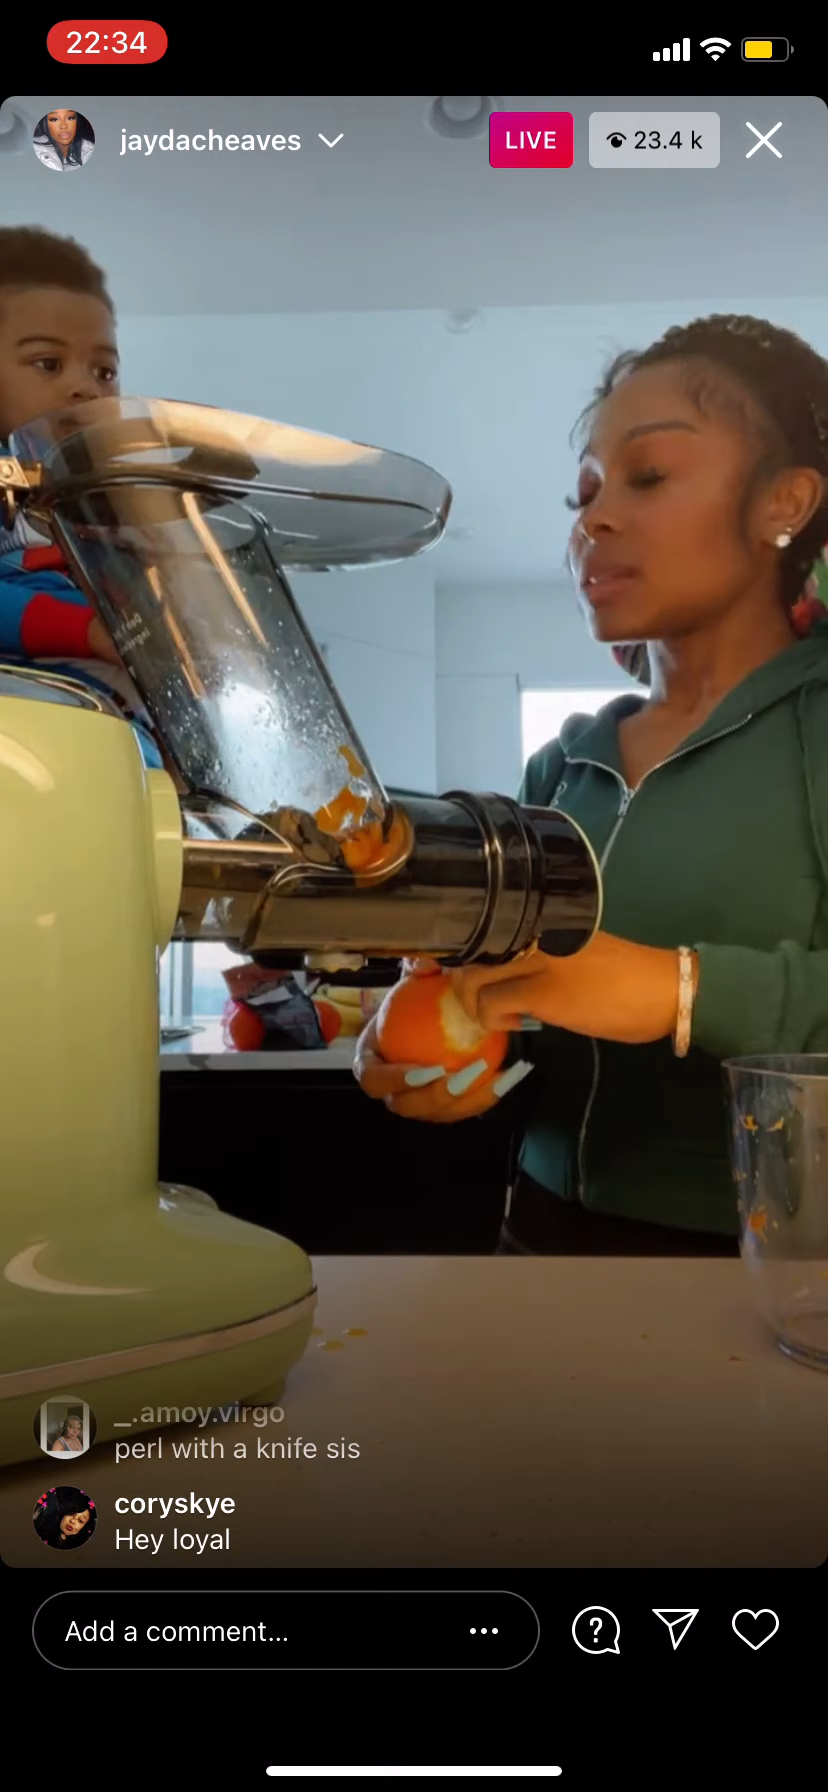 22:34
jaydacheaves
LIVE
23.4 k
_.amoy.virgo
perl with a knife sis
coryskye
Hey loyal
Add a comment...